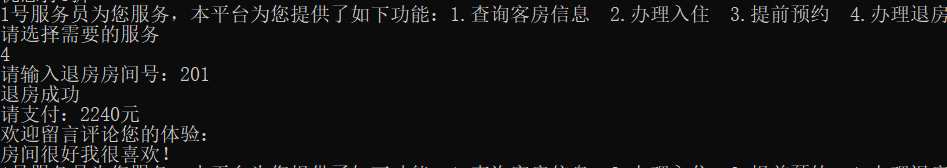 1号服务员为您服务，本平台为您提供了如下功能：1.查询客房信息  2.办理入住  3.提前预约  4.办理退房
请选择需要的服务
4
请输入退房房间号：201
退房成功
请支付：2240元
欢迎留言评论您的体验：
房间很好我很喜欢！